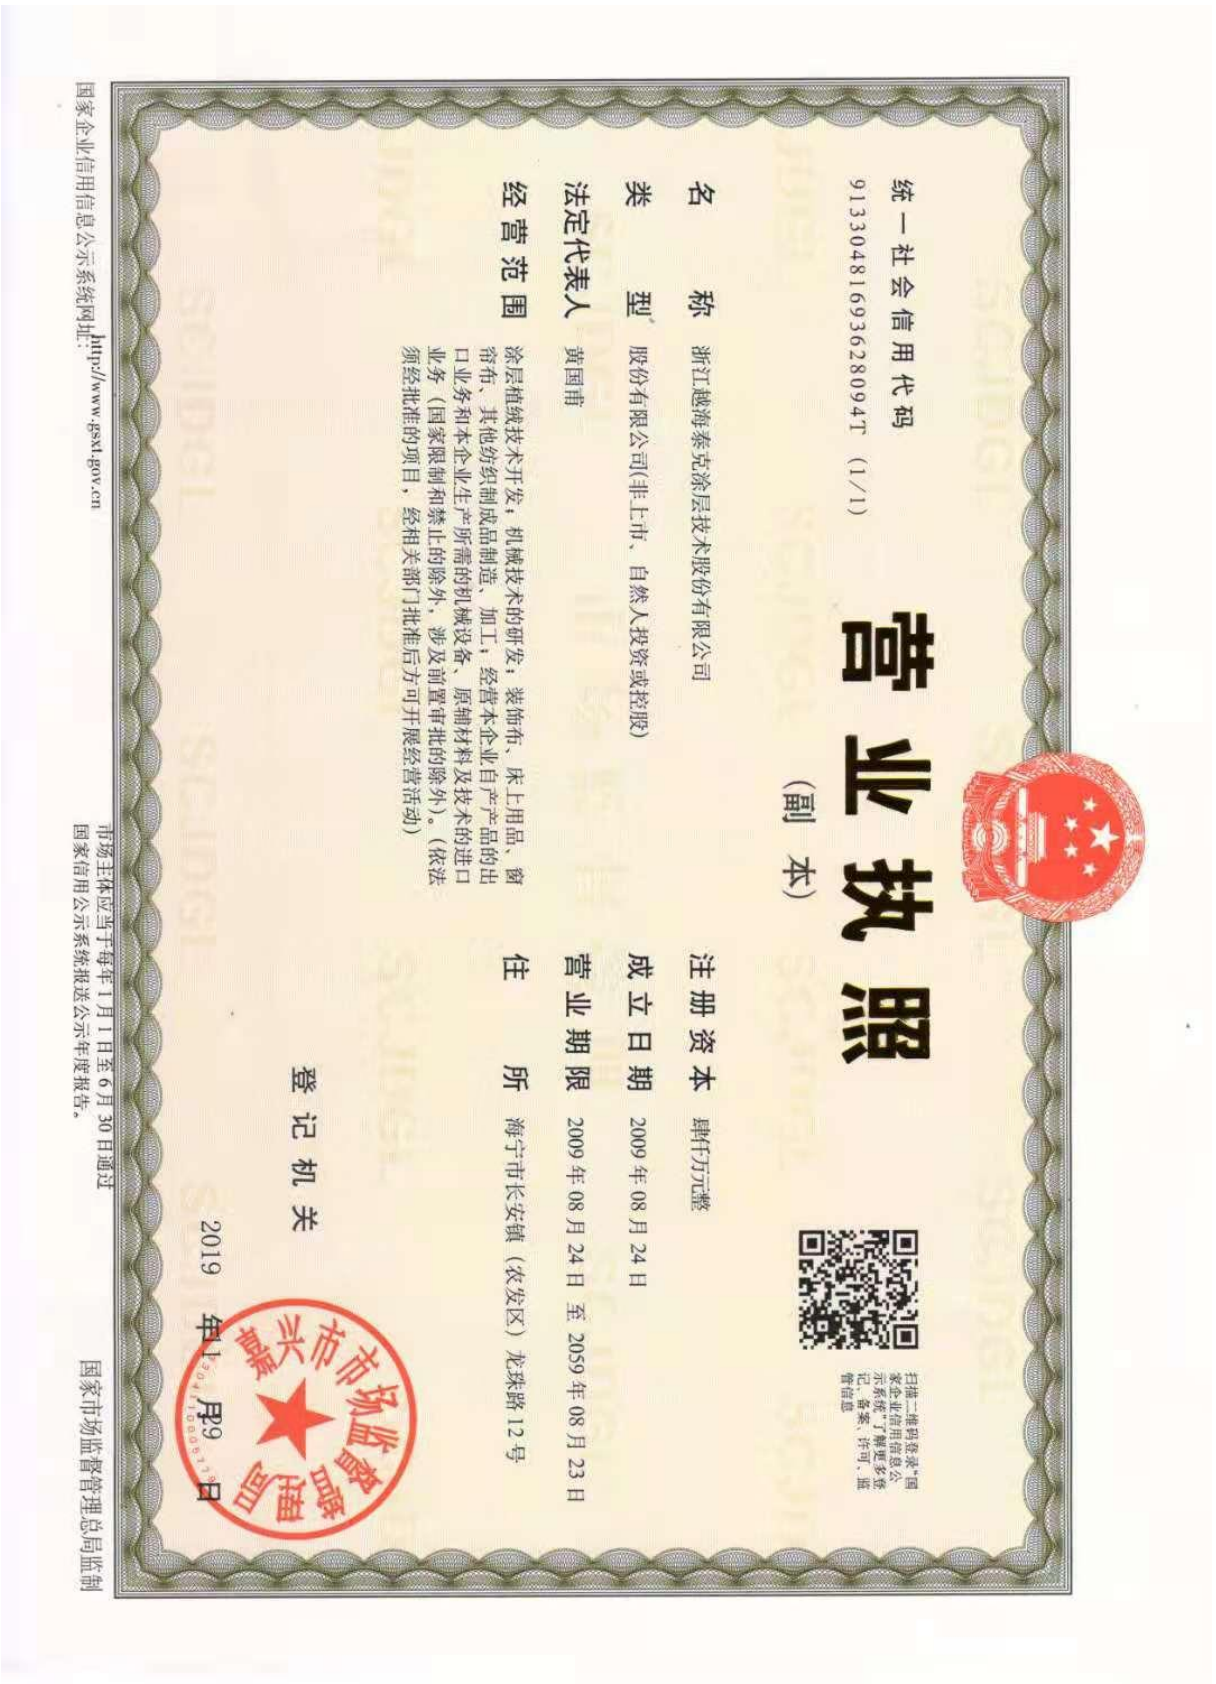 统一社会信用代码
91330481693628094T (1/1)
营业执照
(副 本)
扫描二维码登录"国
家企业信用信息公
示系统"了解更多登
记、备案、许可、监
管信息
名称 浙江越海泰克涂层技术股份有限公司
类型 股份有限公司(非上市、自然人投资或控股)
法定代表人 黄国甫
经营范围 涂层植绒技术开发；机械技术的研发；装饰布、床上用品、窗
帘布、其他纺织制成品制造、加工；经营本企业自产产品的出
口业务和本企业生产所需的机械设备、原辅材料及技术的进口
业务（国家限制和禁止的除外，涉及前置审批的除外）。（依法
须经批准的项目，经相关部门批准后方可开展经营活动）
注册资本 肆仟万元整
成立日期 2009年08月24日
营业期限 2009年08月24日 至 2059年08月23日
住所 海宁市长安镇（农发区）龙珠路12号
登记机关
嘉兴市市场监督管理局
2019 年11 月29 日
国家企业信用信息公示系统网址：http://www.gsxt.gov.cn
市场主体应当于每年1月1日至6月30日通过
国家信用公示系统报送公示年度报告。
国家市场监督管理总局监制